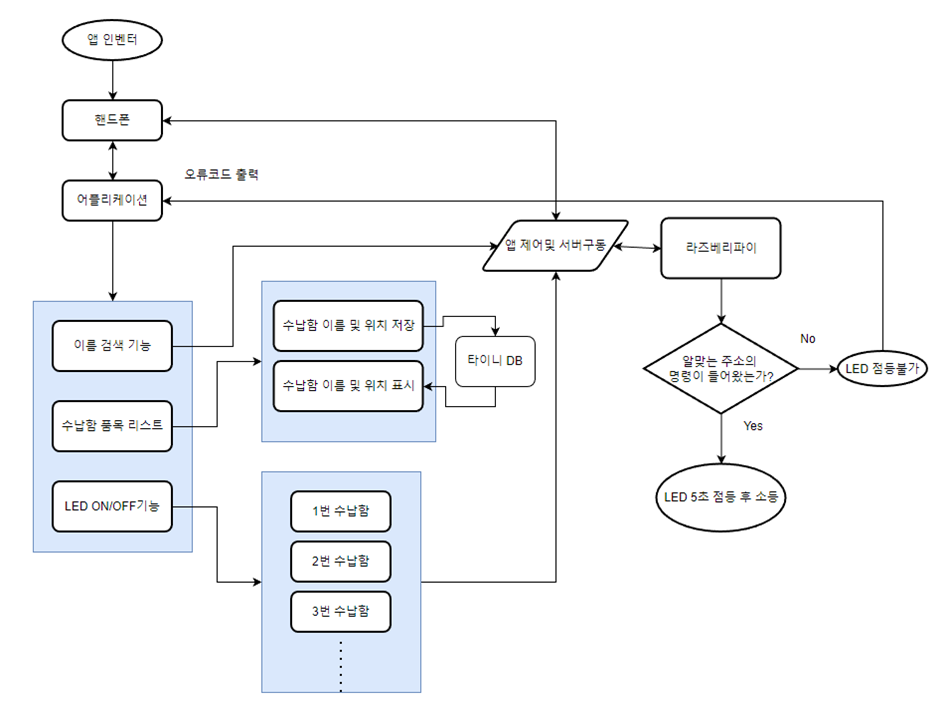 앱 인벤터
핸드폰
오류코드 출력
어플리케이션
앱 제어및 서버구동
라즈베리파이
이름 검색 기능
수납함 품목 리스트
LED ON/OFF기능
수납함 이름 및 위치 저장
수납함 이름 및 위치 표시
타이니 DB
1번 수납함
2번 수납함
3번 수납함
알맞는 주소의
명령이 들어왔는가?
No
LED 점등불가
Yes
LED 5초 점등 후 소등